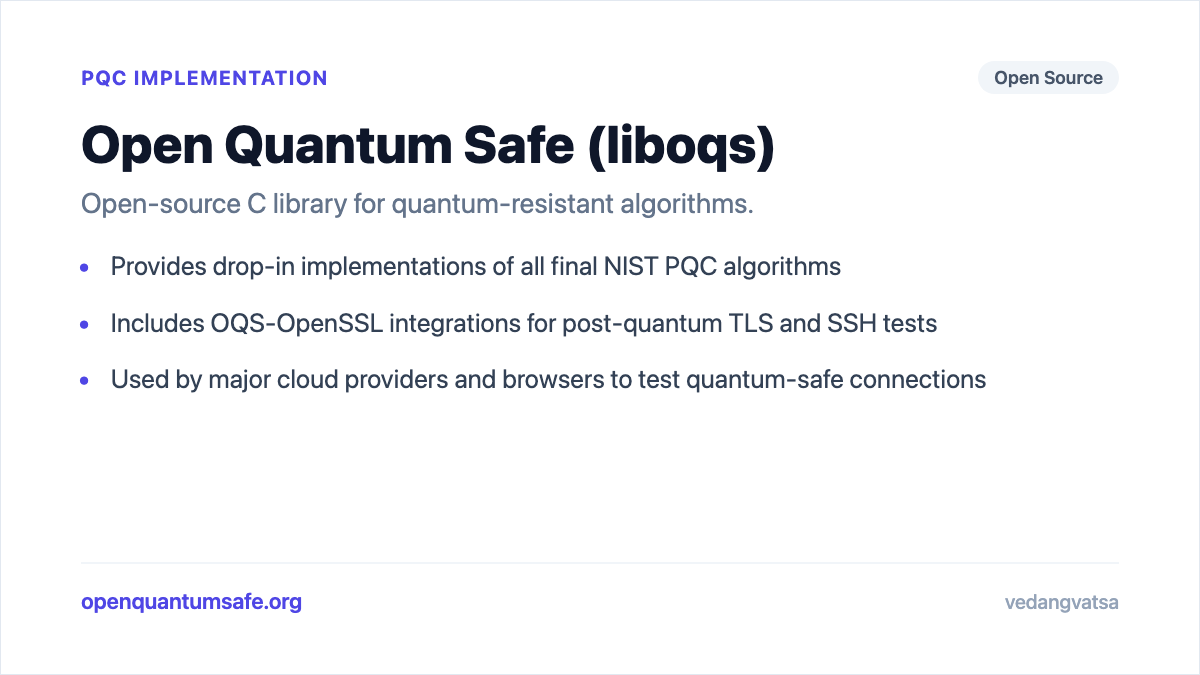 PQC IMPLEMENTATION
Open Source
Open Quantum Safe (liboqs)
Open-source C library for quantum-resistant algorithms.
• Provides drop-in implementations of all final NIST PQC algorithms
• Includes OQS-OpenSSL integrations for post-quantum TLS and SSH tests
• Used by major cloud providers and browsers to test quantum-safe connections
openquantumsafe.org
vedangvatsa